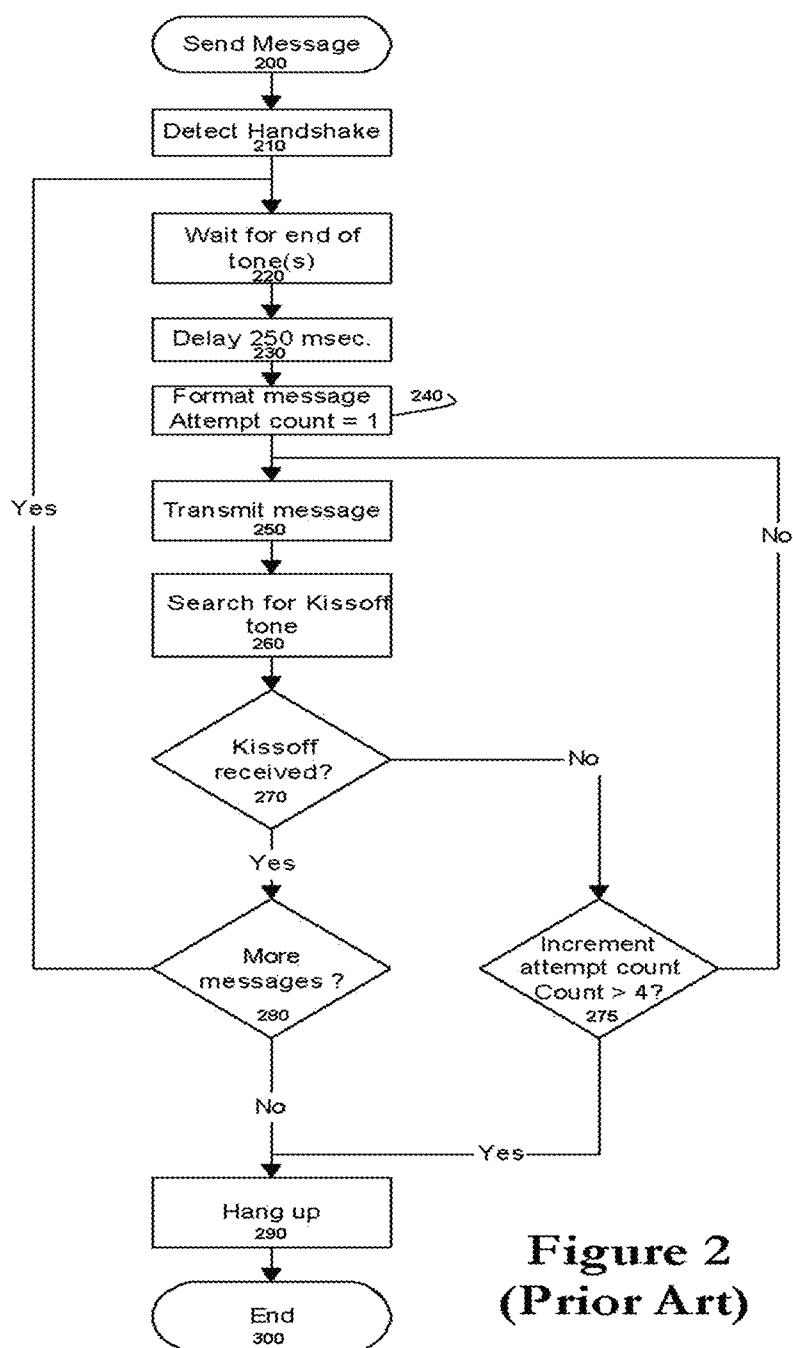 Send Message
200
Detect Handshake
210
Wait for end of
tone(s)
220
Delay 250 msec.
230
Format message
Attempt count = 1
240
Transmit message
250
Yes
No
Search for Kissoff
tone
260
Kissoff
received?
270
No
Yes
More
messages ?
280
Increment
attempt count
Count > 4?
275
No
Yes
Hang up
290
End
300
Figure 2
(Prior Art)